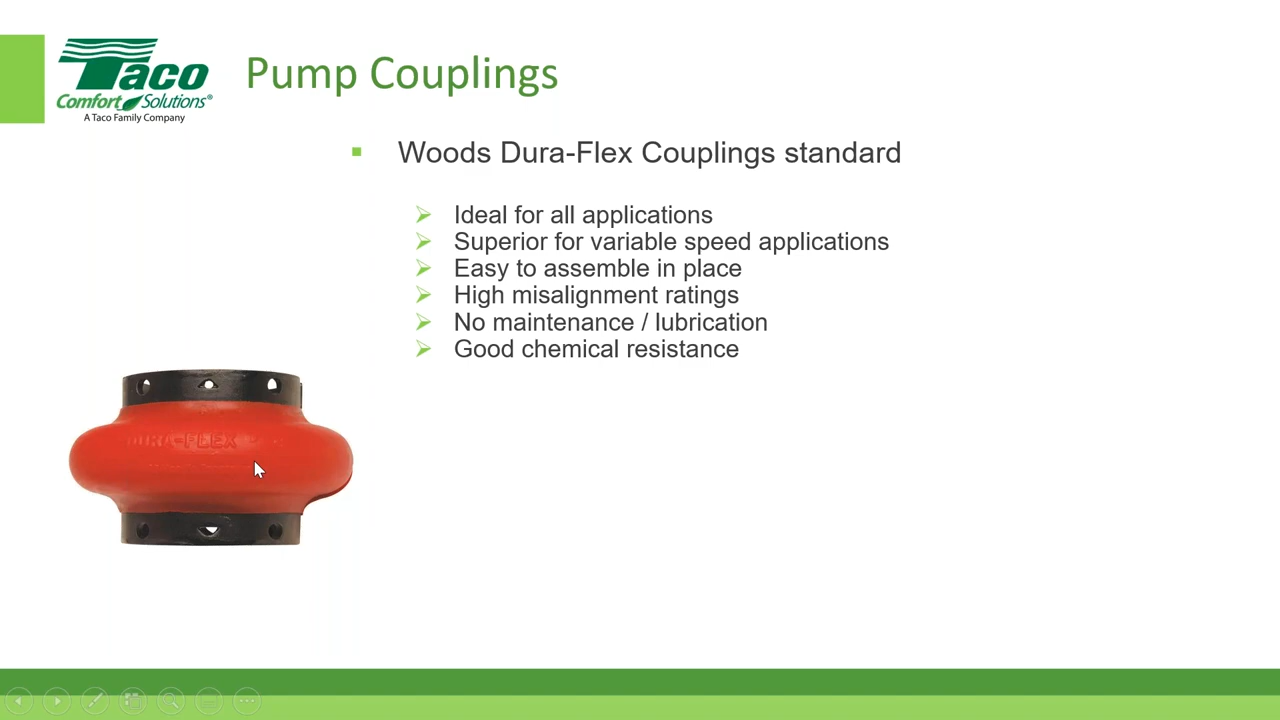 Taco
Comfort Solutions®
A Taco Family Company
Pump Couplings
Woods Dura-Flex Couplings standard
Ideal for all applications
Superior for variable speed applications
Easy to assemble in place
High misalignment ratings
No maintenance / lubrication
Good chemical resistance
DURA-FLEX